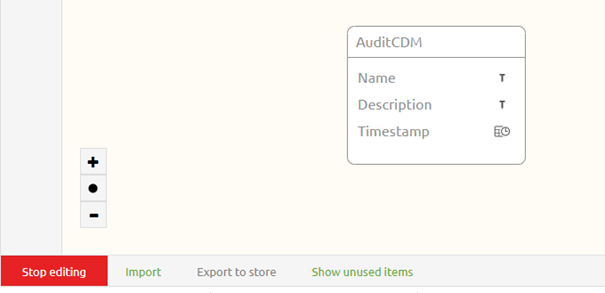 AuditCDM
Name T
Description T
Timestamp
Stop editing Import Export to store Show unused items